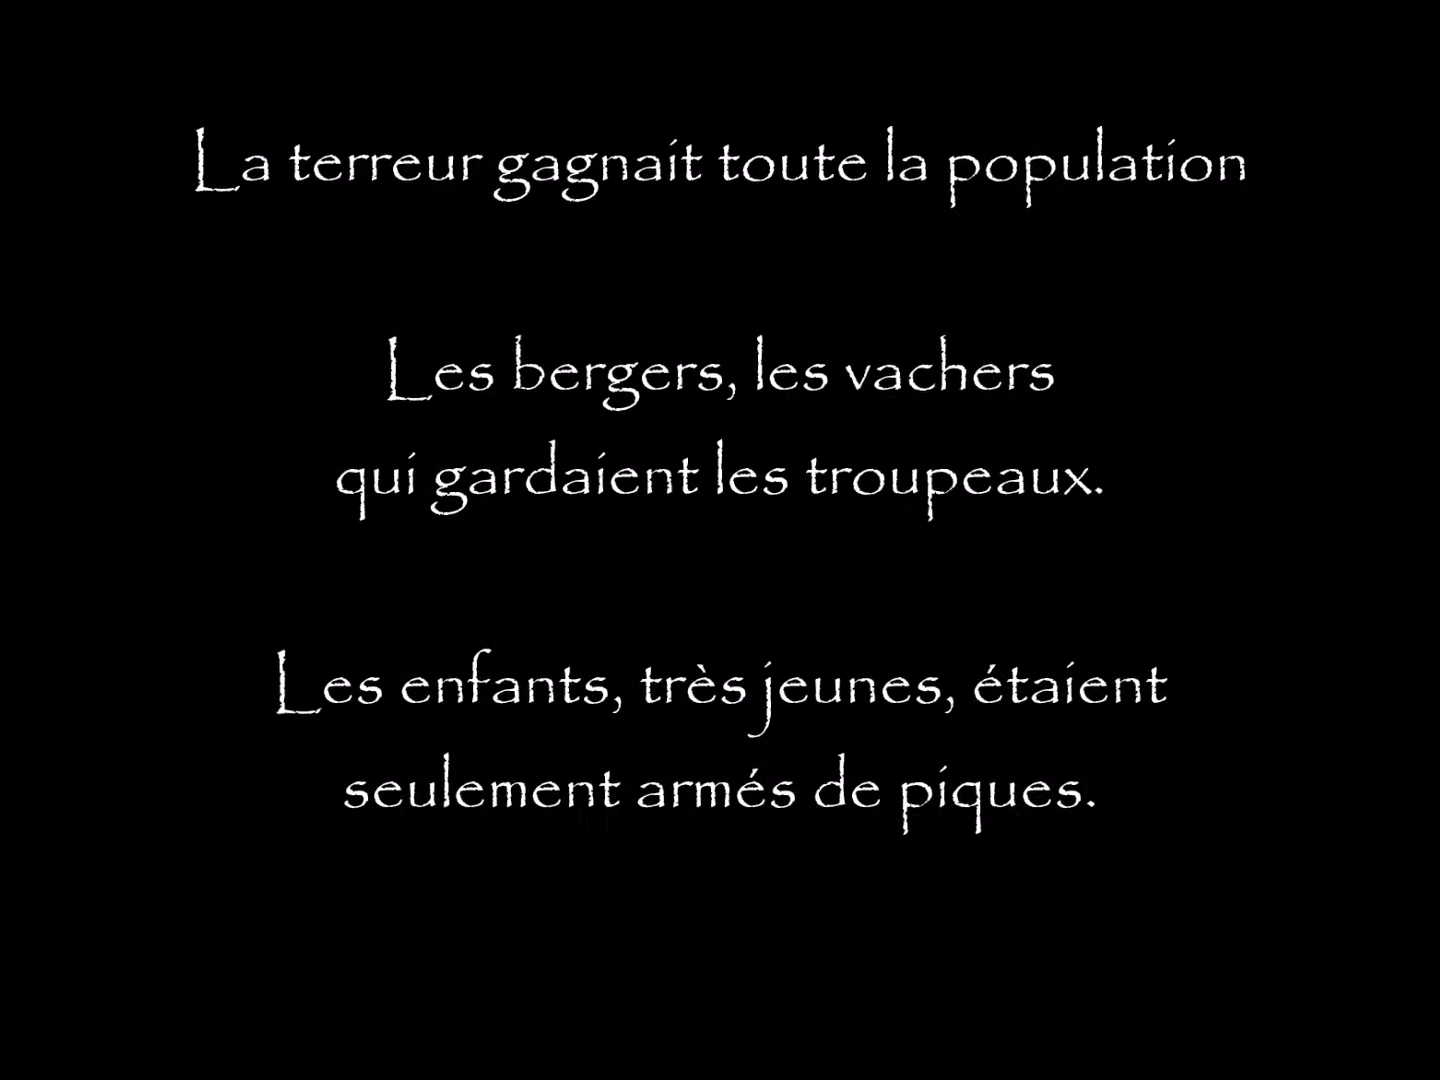 La terreur gagnait toute la population
Les bergers, les vachers
qui gardaient les troupeaux.
Les enfants, très jeunes, étaient
seulement armés de piques.